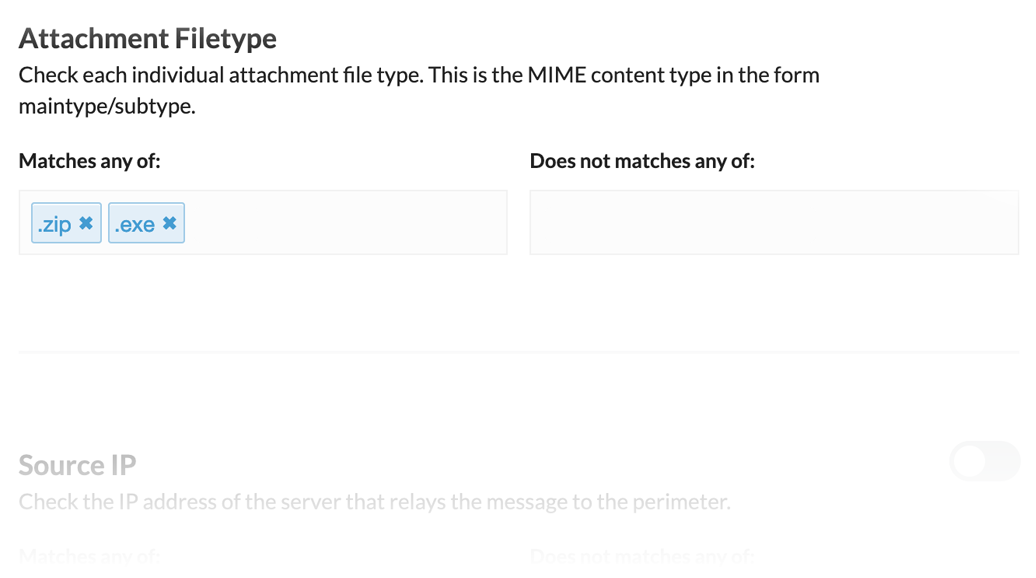 Attachment Filetype
Check each individual attachment file type. This is the MIME content type in the form
maintype/subtype.
Matches any of:
Does not matches any of:
.zip ✖ .exe ✖
Source IP
Check the IP address of the server that relays the message to the perimeter.
Matches any of:
Does not matches any of: